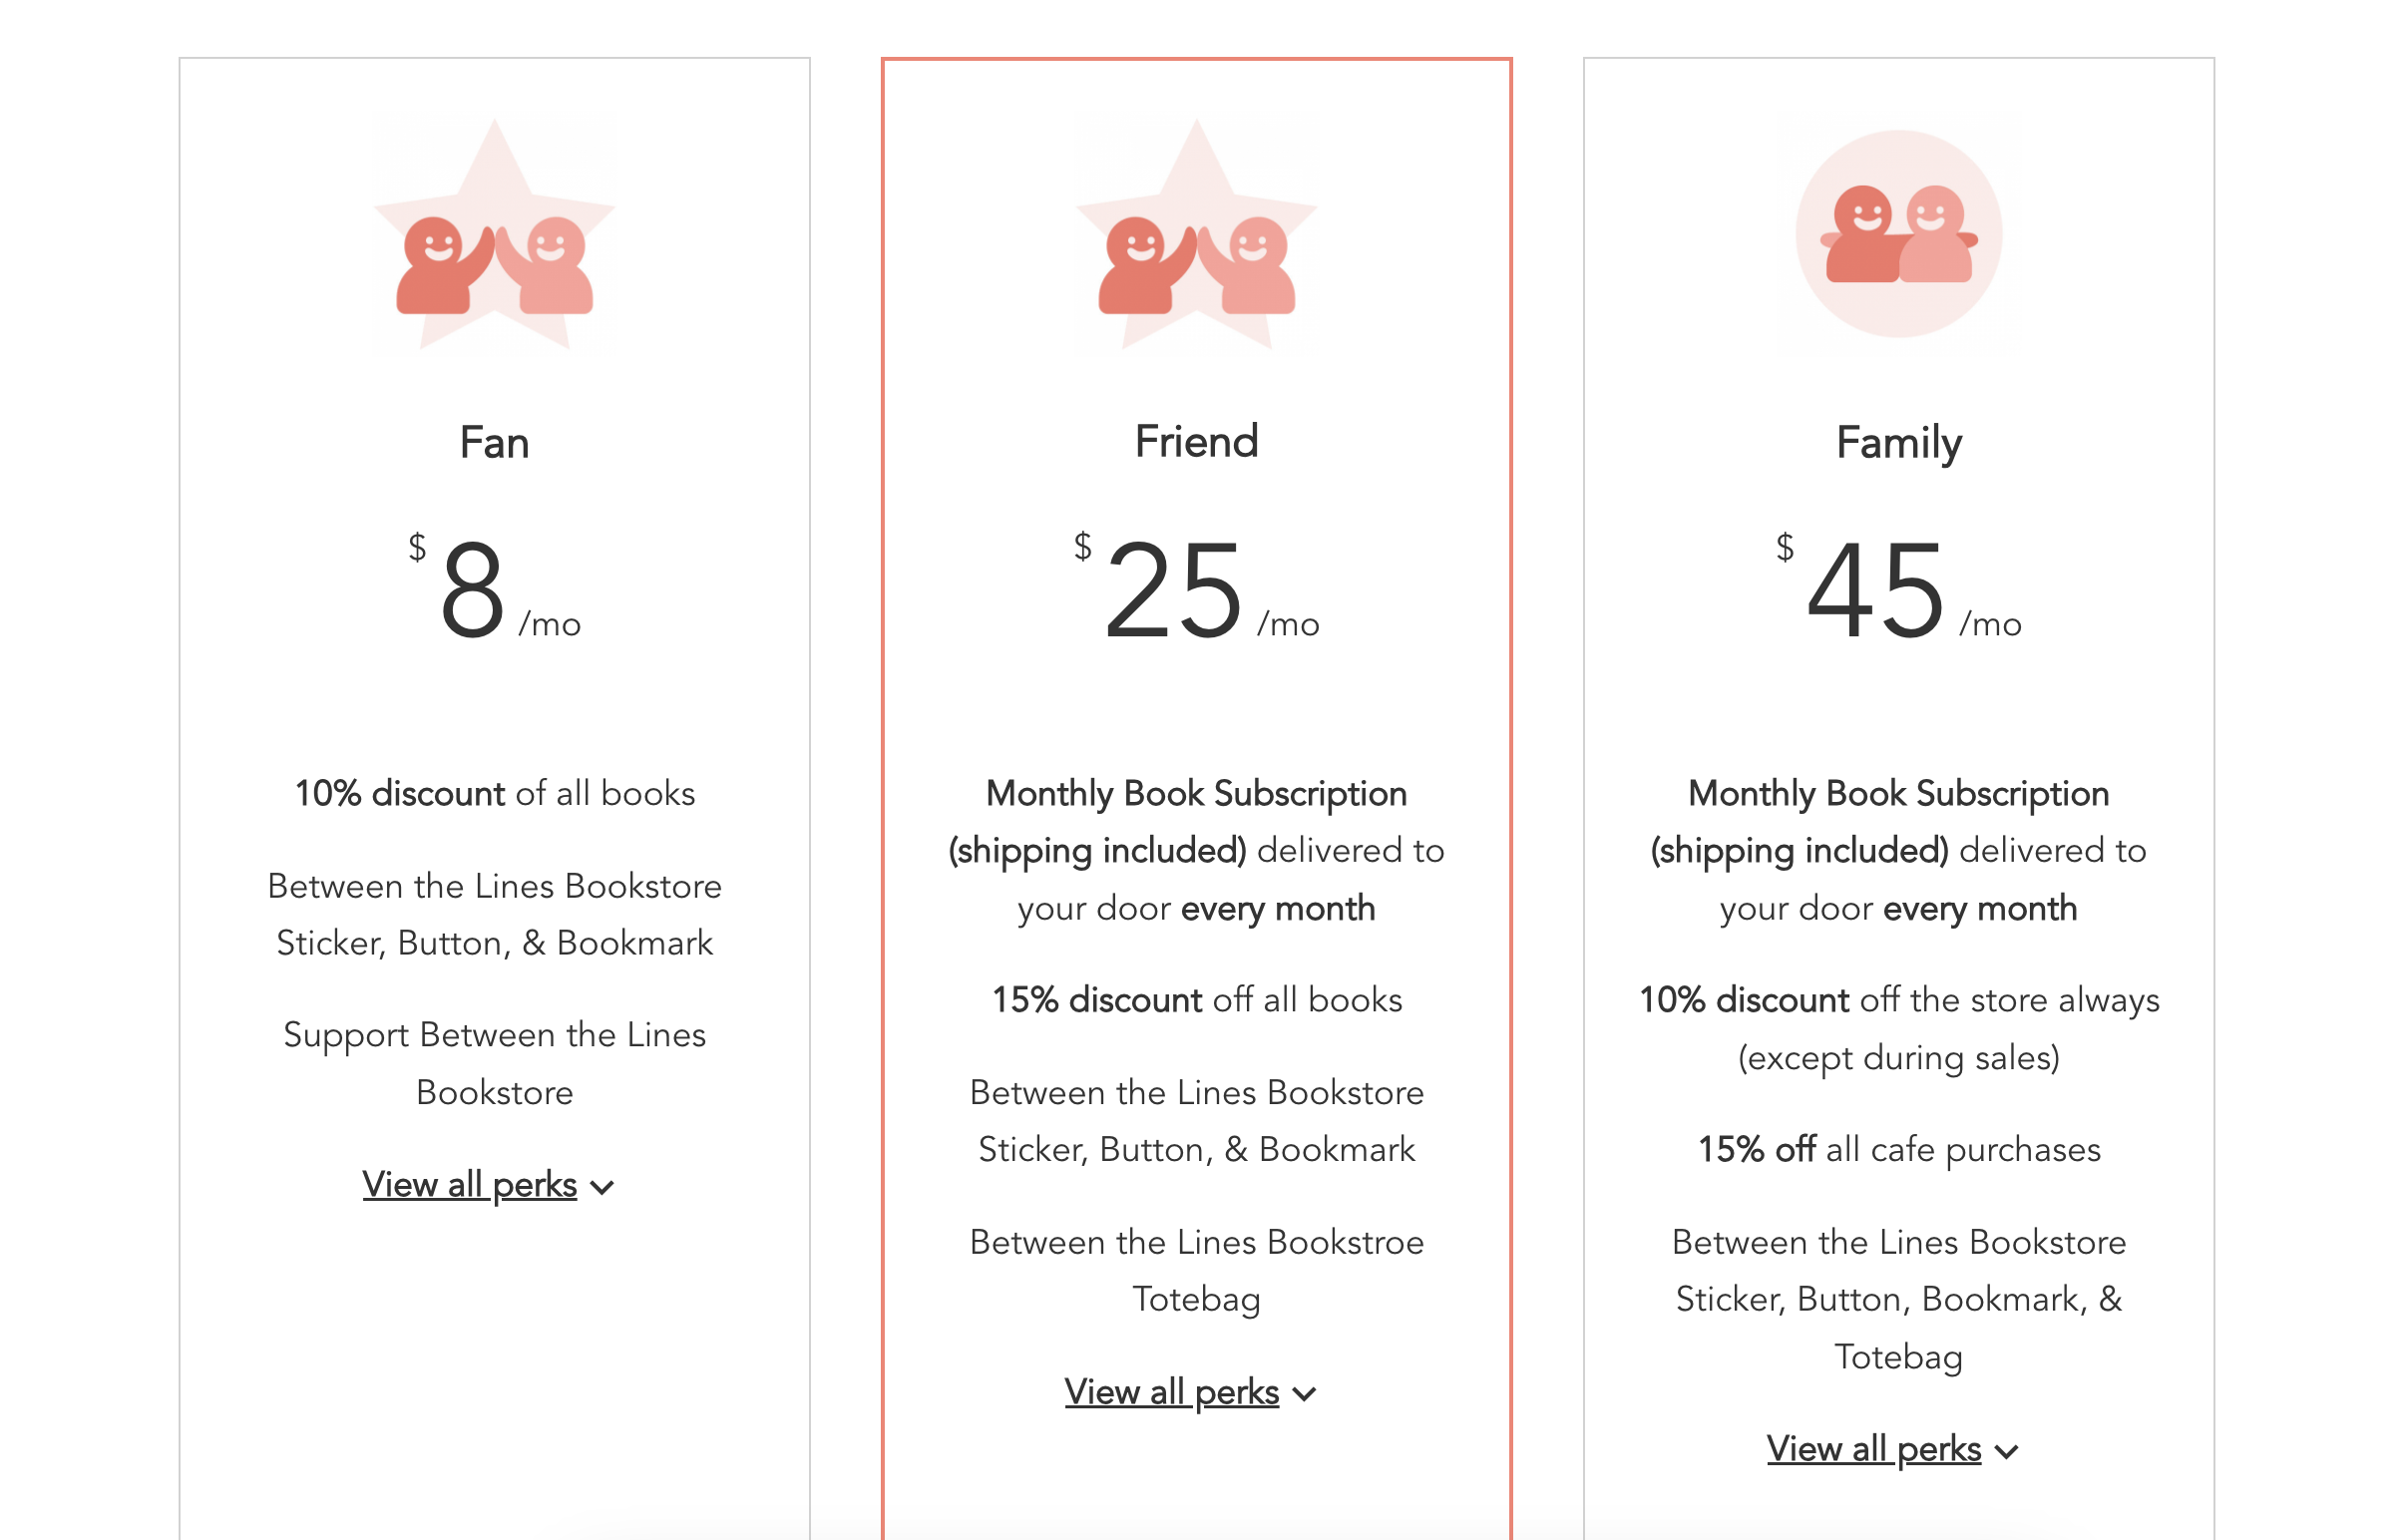 Fan
$ 8 /mo
10% discount of all books
Between the Lines Bookstore
Sticker, Button, & Bookmark
Support Between the Lines
Bookstore
View all perks
Friend
$ 25 /mo
Monthly Book Subscription
(shipping included) delivered to
your door every month
15% discount off all books
Between the Lines Bookstore
Sticker, Button, & Bookmark
Between the Lines Bookstroe
Totebag
View all perks
Family
$ 45 /mo
Monthly Book Subscription
(shipping included) delivered to
your door every month
10% discount off the store always
(except during sales)
15% off all cafe purchases
Between the Lines Bookstore
Sticker, Button, Bookmark, &
Totebag
View all perks